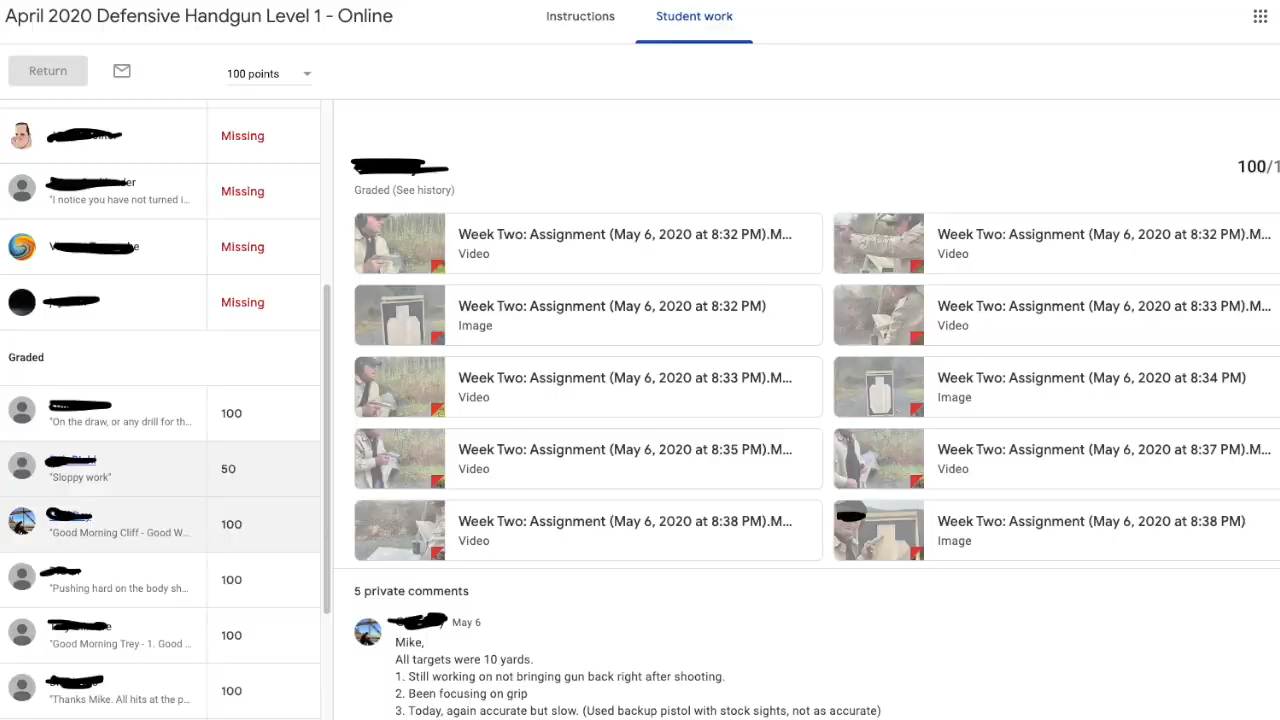 April 2020 Defensive Handgun Level 1 - Online
Instructions
Student work
Return
100 points
Missing
Missing
"I notice you have not turned i...
Missing
Missing
Graded
100
"On the draw, or any drill for th...
50
"Sloppy work"
100
"Good Morning Cliff - Good W...
100
"Pushing hard on the body sh...
100
"Good Morning Trey - 1. Good ...
100
"Thanks Mike. All hits at the p...
100/1
Graded (See history)
Week Two: Assignment (May 6, 2020 at 8:32 PM).M...
Video
Week Two: Assignment (May 6, 2020 at 8:32 PM).M...
Video
Week Two: Assignment (May 6, 2020 at 8:32 PM)
Image
Week Two: Assignment (May 6, 2020 at 8:33 PM).M...
Video
Week Two: Assignment (May 6, 2020 at 8:33 PM).M...
Video
Week Two: Assignment (May 6, 2020 at 8:34 PM)
Image
Week Two: Assignment (May 6, 2020 at 8:35 PM).M...
Video
Week Two: Assignment (May 6, 2020 at 8:37 PM).M...
Video
Week Two: Assignment (May 6, 2020 at 8:38 PM).M...
Video
Week Two: Assignment (May 6, 2020 at 8:38 PM)
Image
5 private comments
May 6
Mike,
All targets were 10 yards.
1. Still working on not bringing gun back right after shooting.
2. Been focusing on grip
3. Today, again accurate but slow. (Used backup pistol with stock sights, not as accurate)